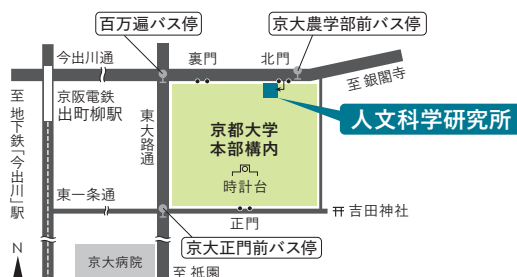 百万遍バス停
京大農学部前バス停
今出川通
裏門
北門
至 銀閣寺
至 地下鉄「今出川」駅
京阪電鉄
出町柳駅
東大路通
人文科学研究所
京都大学
本部構内
時計台
東一条通
正門
吉田神社
京大正門前バス停
N
京大病院
至 祇園